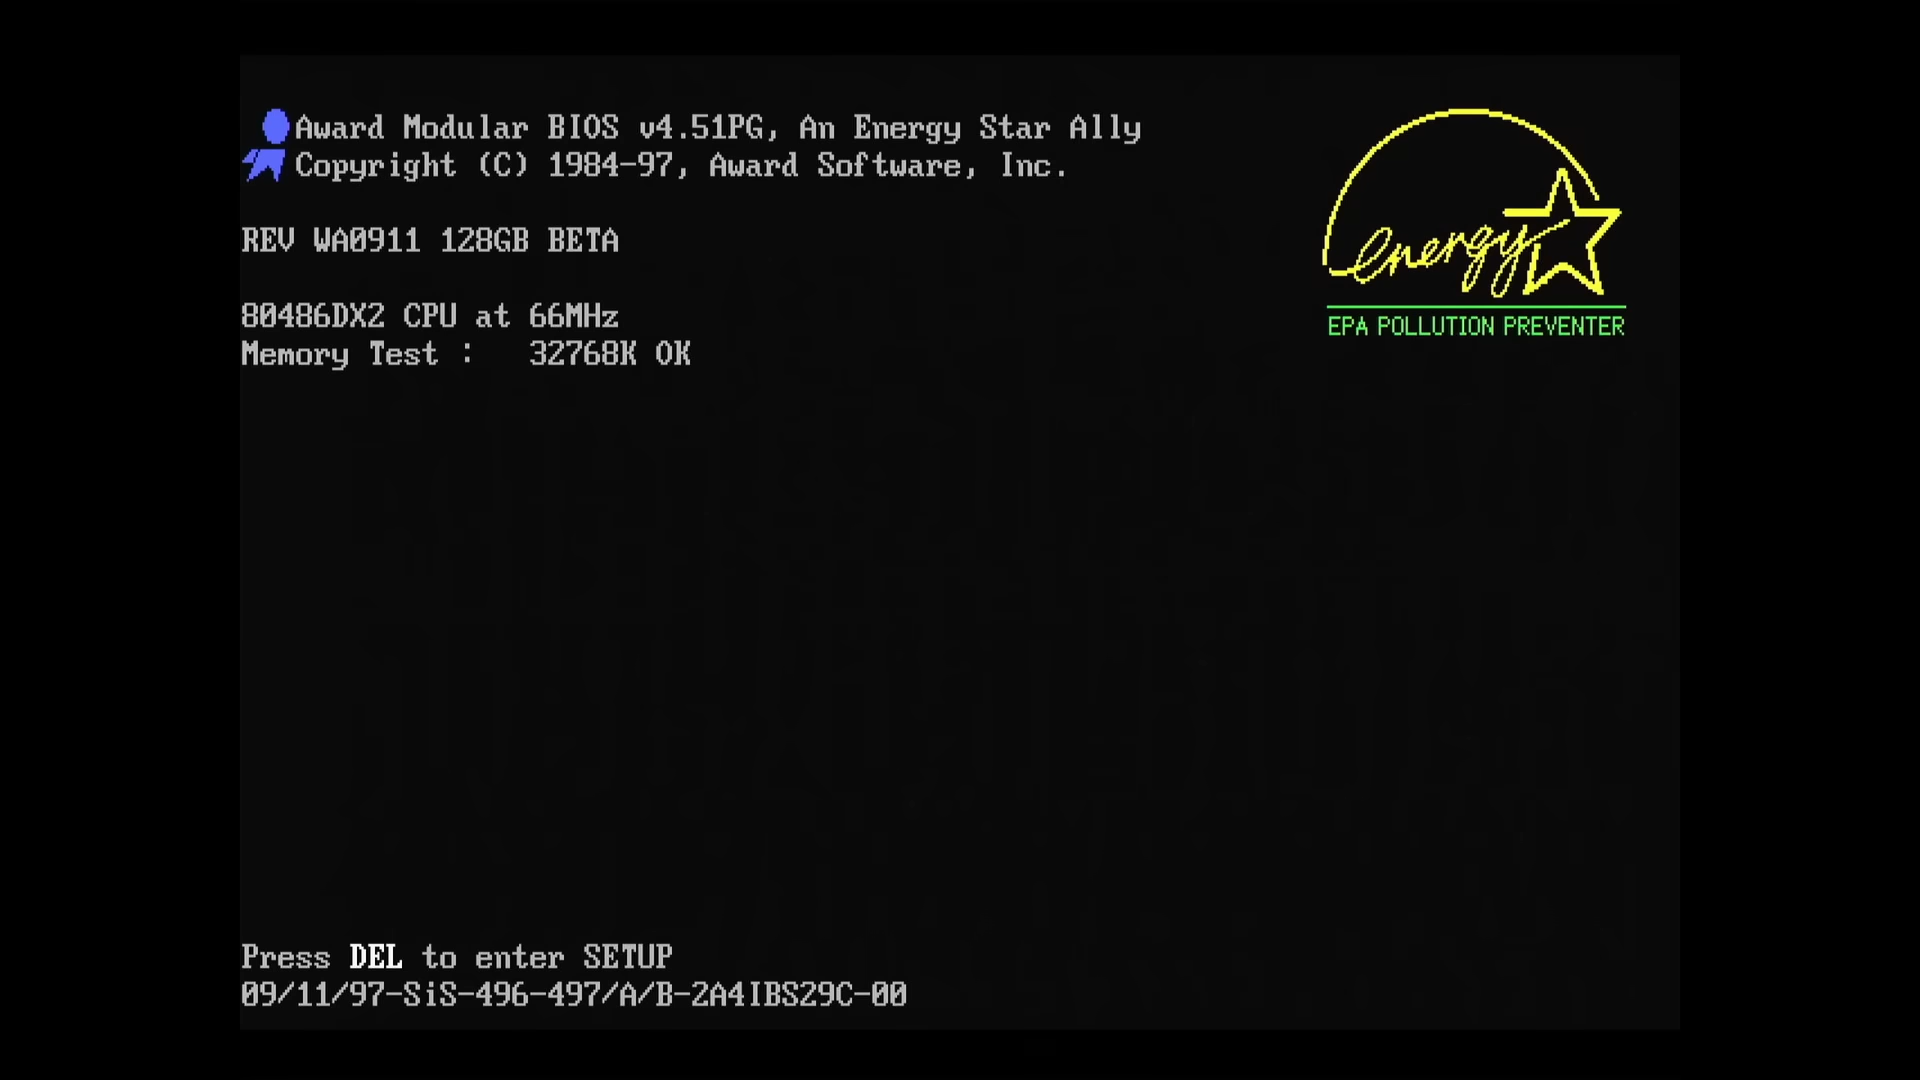 Award Modular BIOS v4.51PG, An Energy Star Ally
Copyright (C) 1984-97, Award Software, Inc.
energy
EPA POLLUTION PREVENTER
REV WA0911 128GB BETA
80486DX2 CPU at 66MHz
Memory Test :   32768K OK
Press DEL to enter SETUP
09/11/97-SiS-496-497/A/B-2A4IBS29C-00